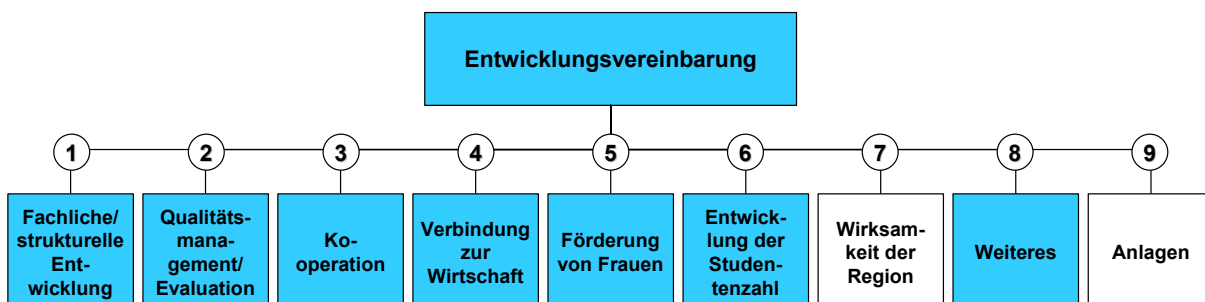 Entwicklungsvereinbarung
1
2
3
4
5
6
7
8
9
Fachliche/
strukturelle
Ent-
wicklung
Qualitäts-
mana-
gement/
Evaluation
Ko-
operation
Verbindung
zur
Wirtschaft
Förderung
von Frauen
Entwick-
lung der
Studen-
tenzahl
Wirksam-
keit der
Region
Weiteres
Anlagen